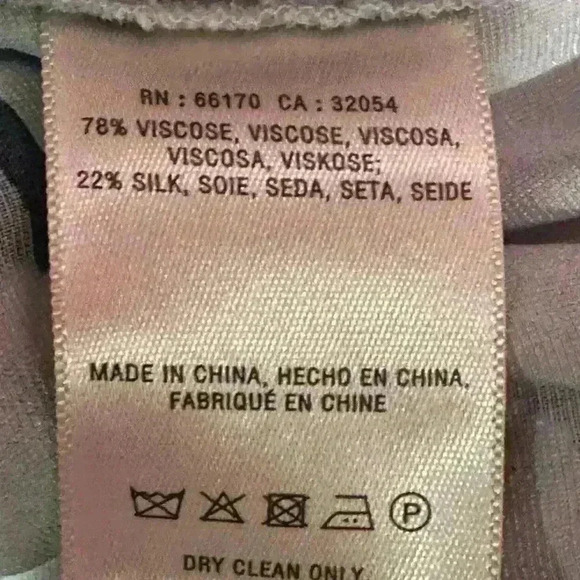 RN : 66170 CA : 32054
78% VISCOSE, VISCOSE, VISCOSA,
VISCOSA, VISKOSE;
22% SILK, SOIE, SEDA, SETA, SEIDE
MADE IN CHINA, HECHO EN CHINA.
FABRIQUÉ EN CHINE
P
DRY CLEAN ONLY